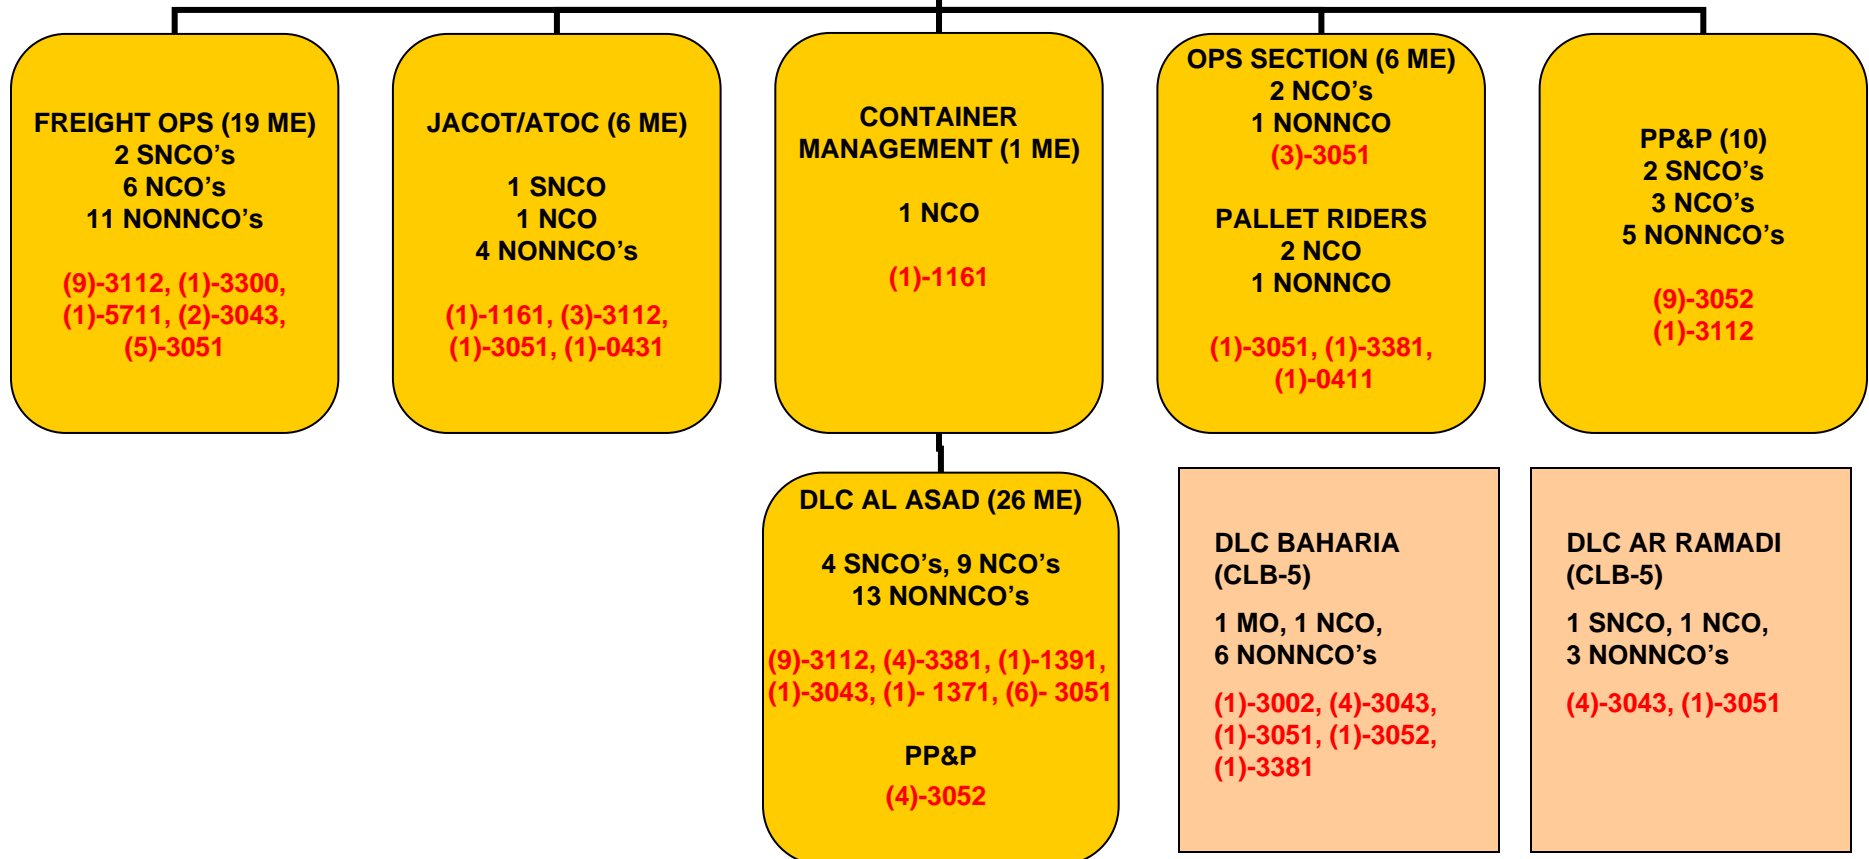 FREIGHT OPS (19 ME)
2 SNCO’s
6 NCO’s
11 NONNCO’s
(9)-3112, (1)-3300,
(1)-5711, (2)-3043,
(5)-3051
JACOT/ATOC (6 ME)
1 SNCO
1 NCO
4 NONNCO’s
(1)-1161, (3)-3112,
(1)-3051, (1)-0431
CONTAINER
MANAGEMENT (1 ME)
1 NCO
(1)-1161
OPS SECTION (6 ME)
2 NCO’s
1 NONNCO
(3)-3051
PALLET RIDERS
2 NCO
1 NONNCO
(1)-3051, (1)-3381,
(1)-0411
PP&P (10)
2 SNCO’s
3 NCO’s
5 NONNCO’s
(9)-3052
(1)-3112
DLC AL ASAD (26 ME)
4 SNCO’s, 9 NCO’s
13 NONNCO’s
(9)-3112, (4)-3381, (1)-1391,
(1)-3043, (1)- 1371, (6)- 3051
PP&P
(4)-3052
DLC BAHARIA
(CLB-5)
1 MO, 1 NCO,
6 NONNCO’s
(1)-3002, (4)-3043,
(1)-3051, (1)-3052,
(1)-3381
DLC AR RAMADI
(CLB-5)
1 SNCO, 1 NCO,
3 NONNCO’s
(4)-3043, (1)-3051